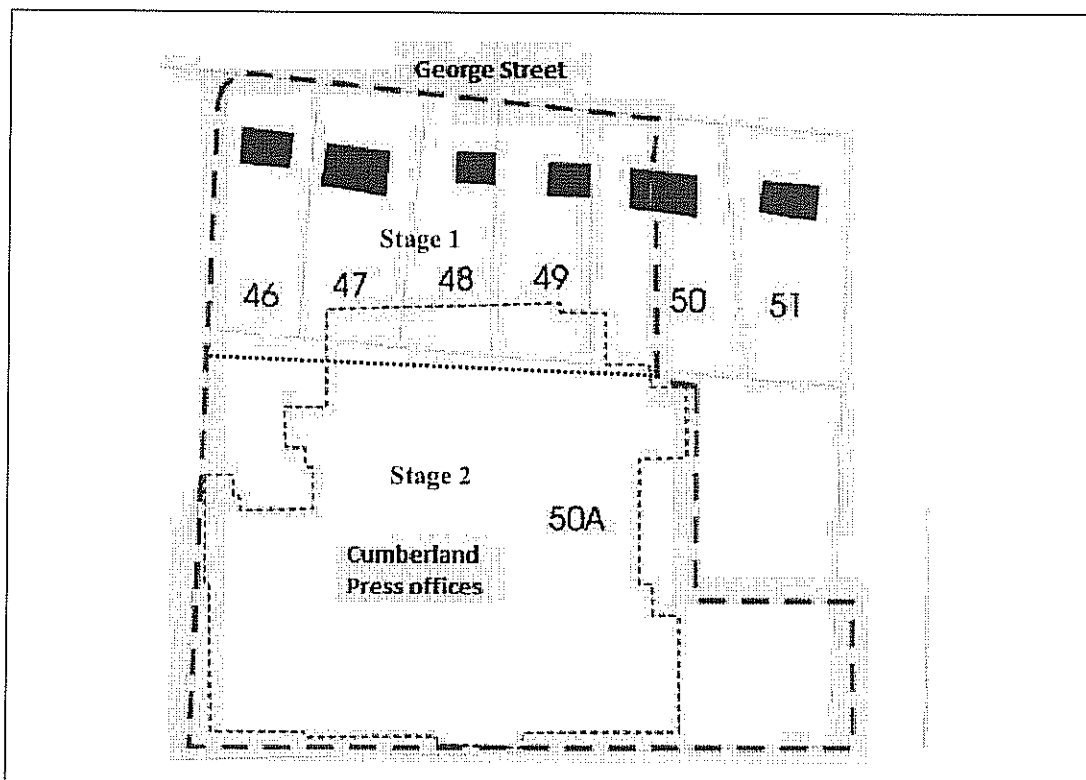 George Street
Stage 1
46
47
48
49
50
51
Stage 2
50A
Cumberland
Press offices